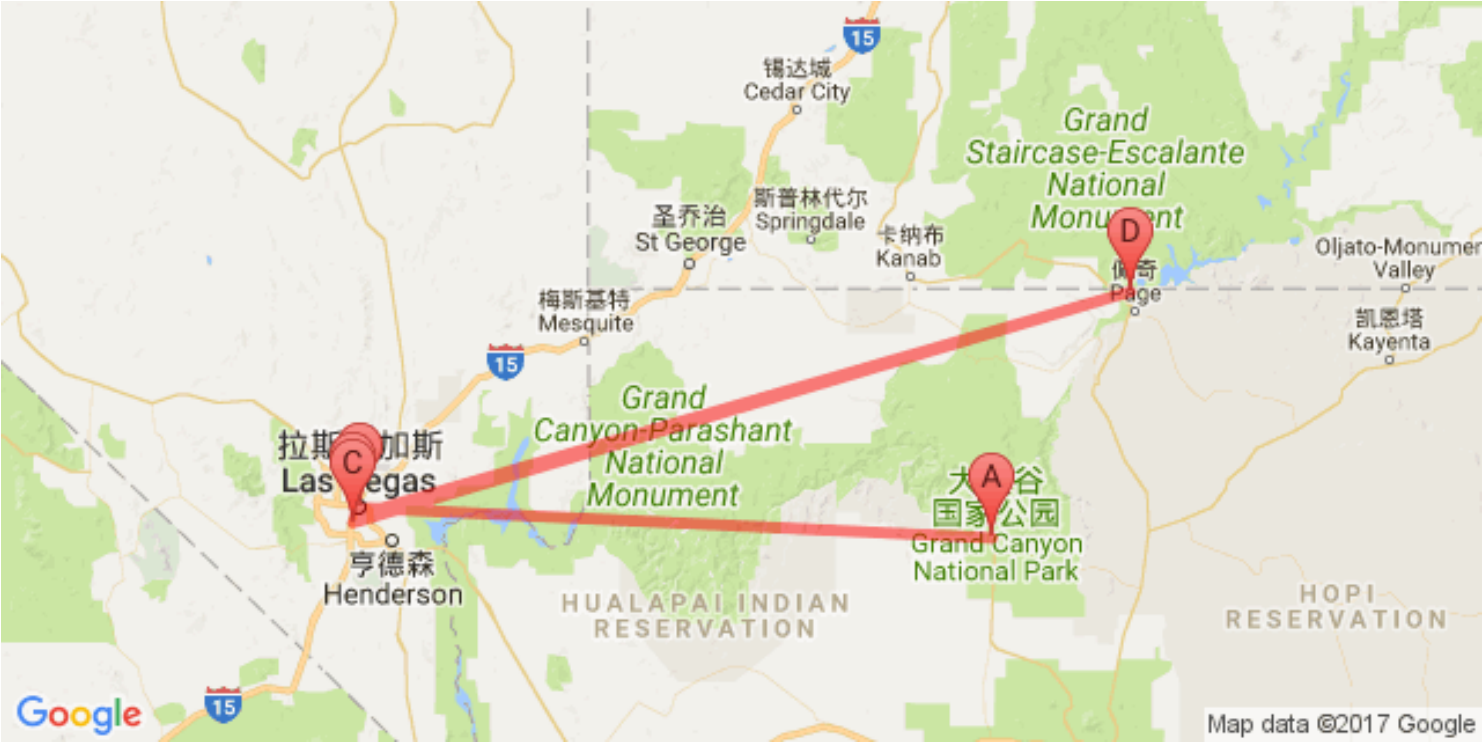 15
锡达城
Cedar City
Grand
Staircase-Escalante
National
Monument
斯普林代尔
Springdale
圣乔治
St George
卡纳布
Kanab
D
奇
Page
Oljato-Monumen
Valley
梅斯基特
Mesquite
凯恩塔
Kayenta
15
Grand
Canyon-Parashant
National
Monument
拉斯 加斯
Las Vegas
C
A
大 谷
国家公园
Grand Canyon
National Park
亨德森
Henderson
HUALAPAI INDIAN
RESERVATION
HOPI
RESERVATION
15
Google
Map data ©2017 Google